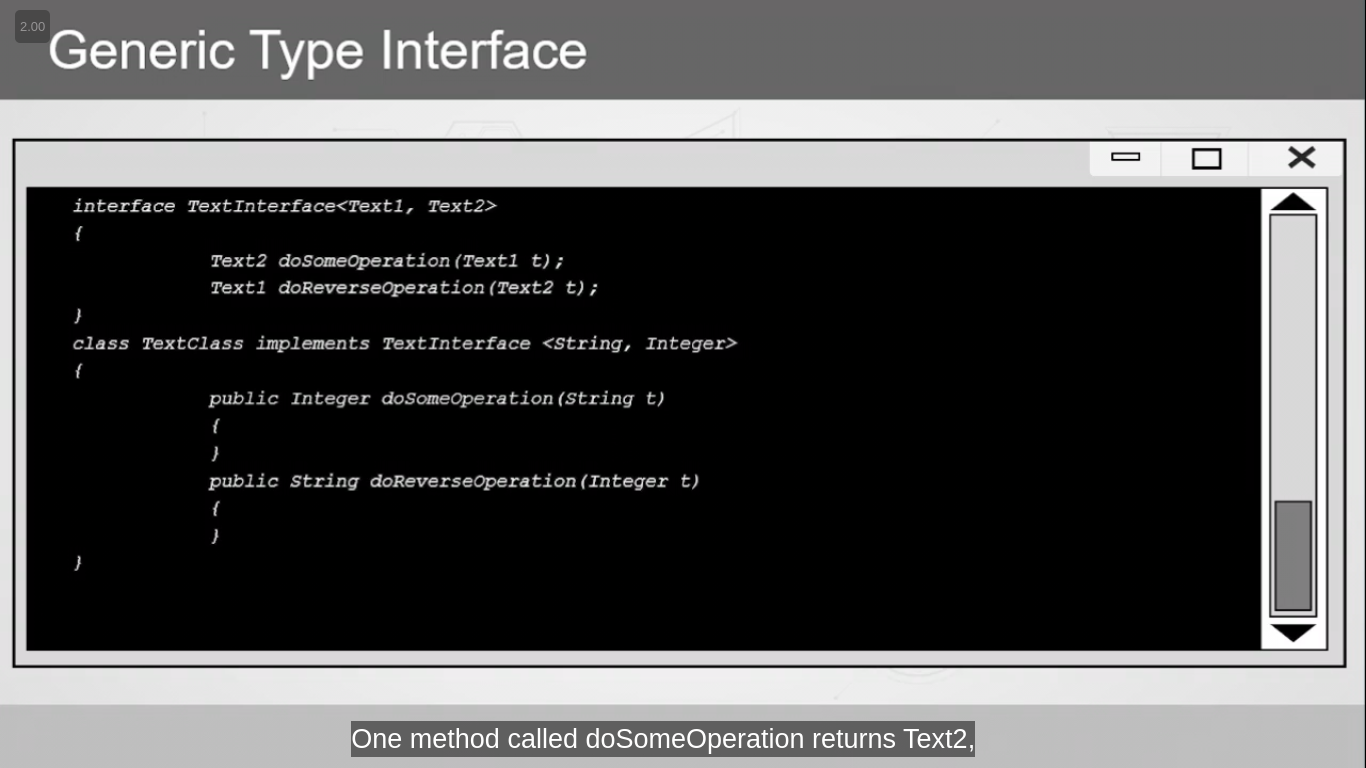 2.00
Generic Type Interface
interface TextInterface<Text1, Text2>
{
Text2 doSomeOperation(Text1 t);
Text1 doReverseOperation(Text2 t);
}
class TextClass implements TextInterface <String, Integer>
{
public Integer doSomeOperation(String t)
{
}
public String doReverseOperation(Integer t)
{
}
}
One method called doSomeOperation returns Text2,